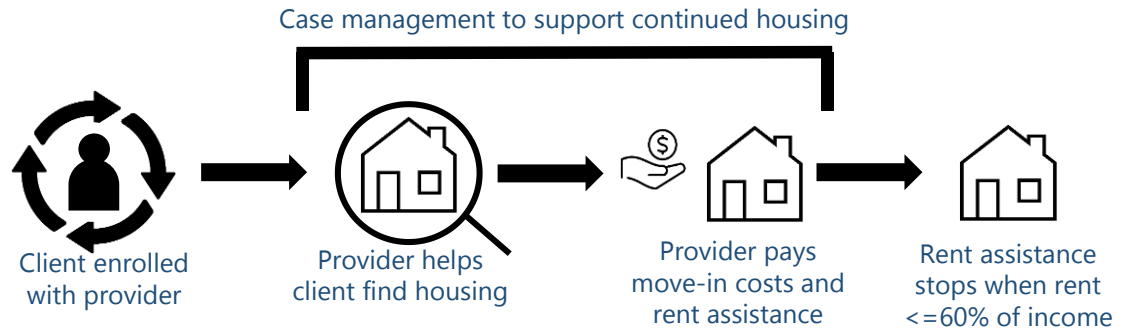 Case management to support continued housing
$
Client enrolled
with provider
Provider helps
client find housing
Provider pays
move-in costs and
rent assistance
Rent assistance
stops when rent
<=60% of income